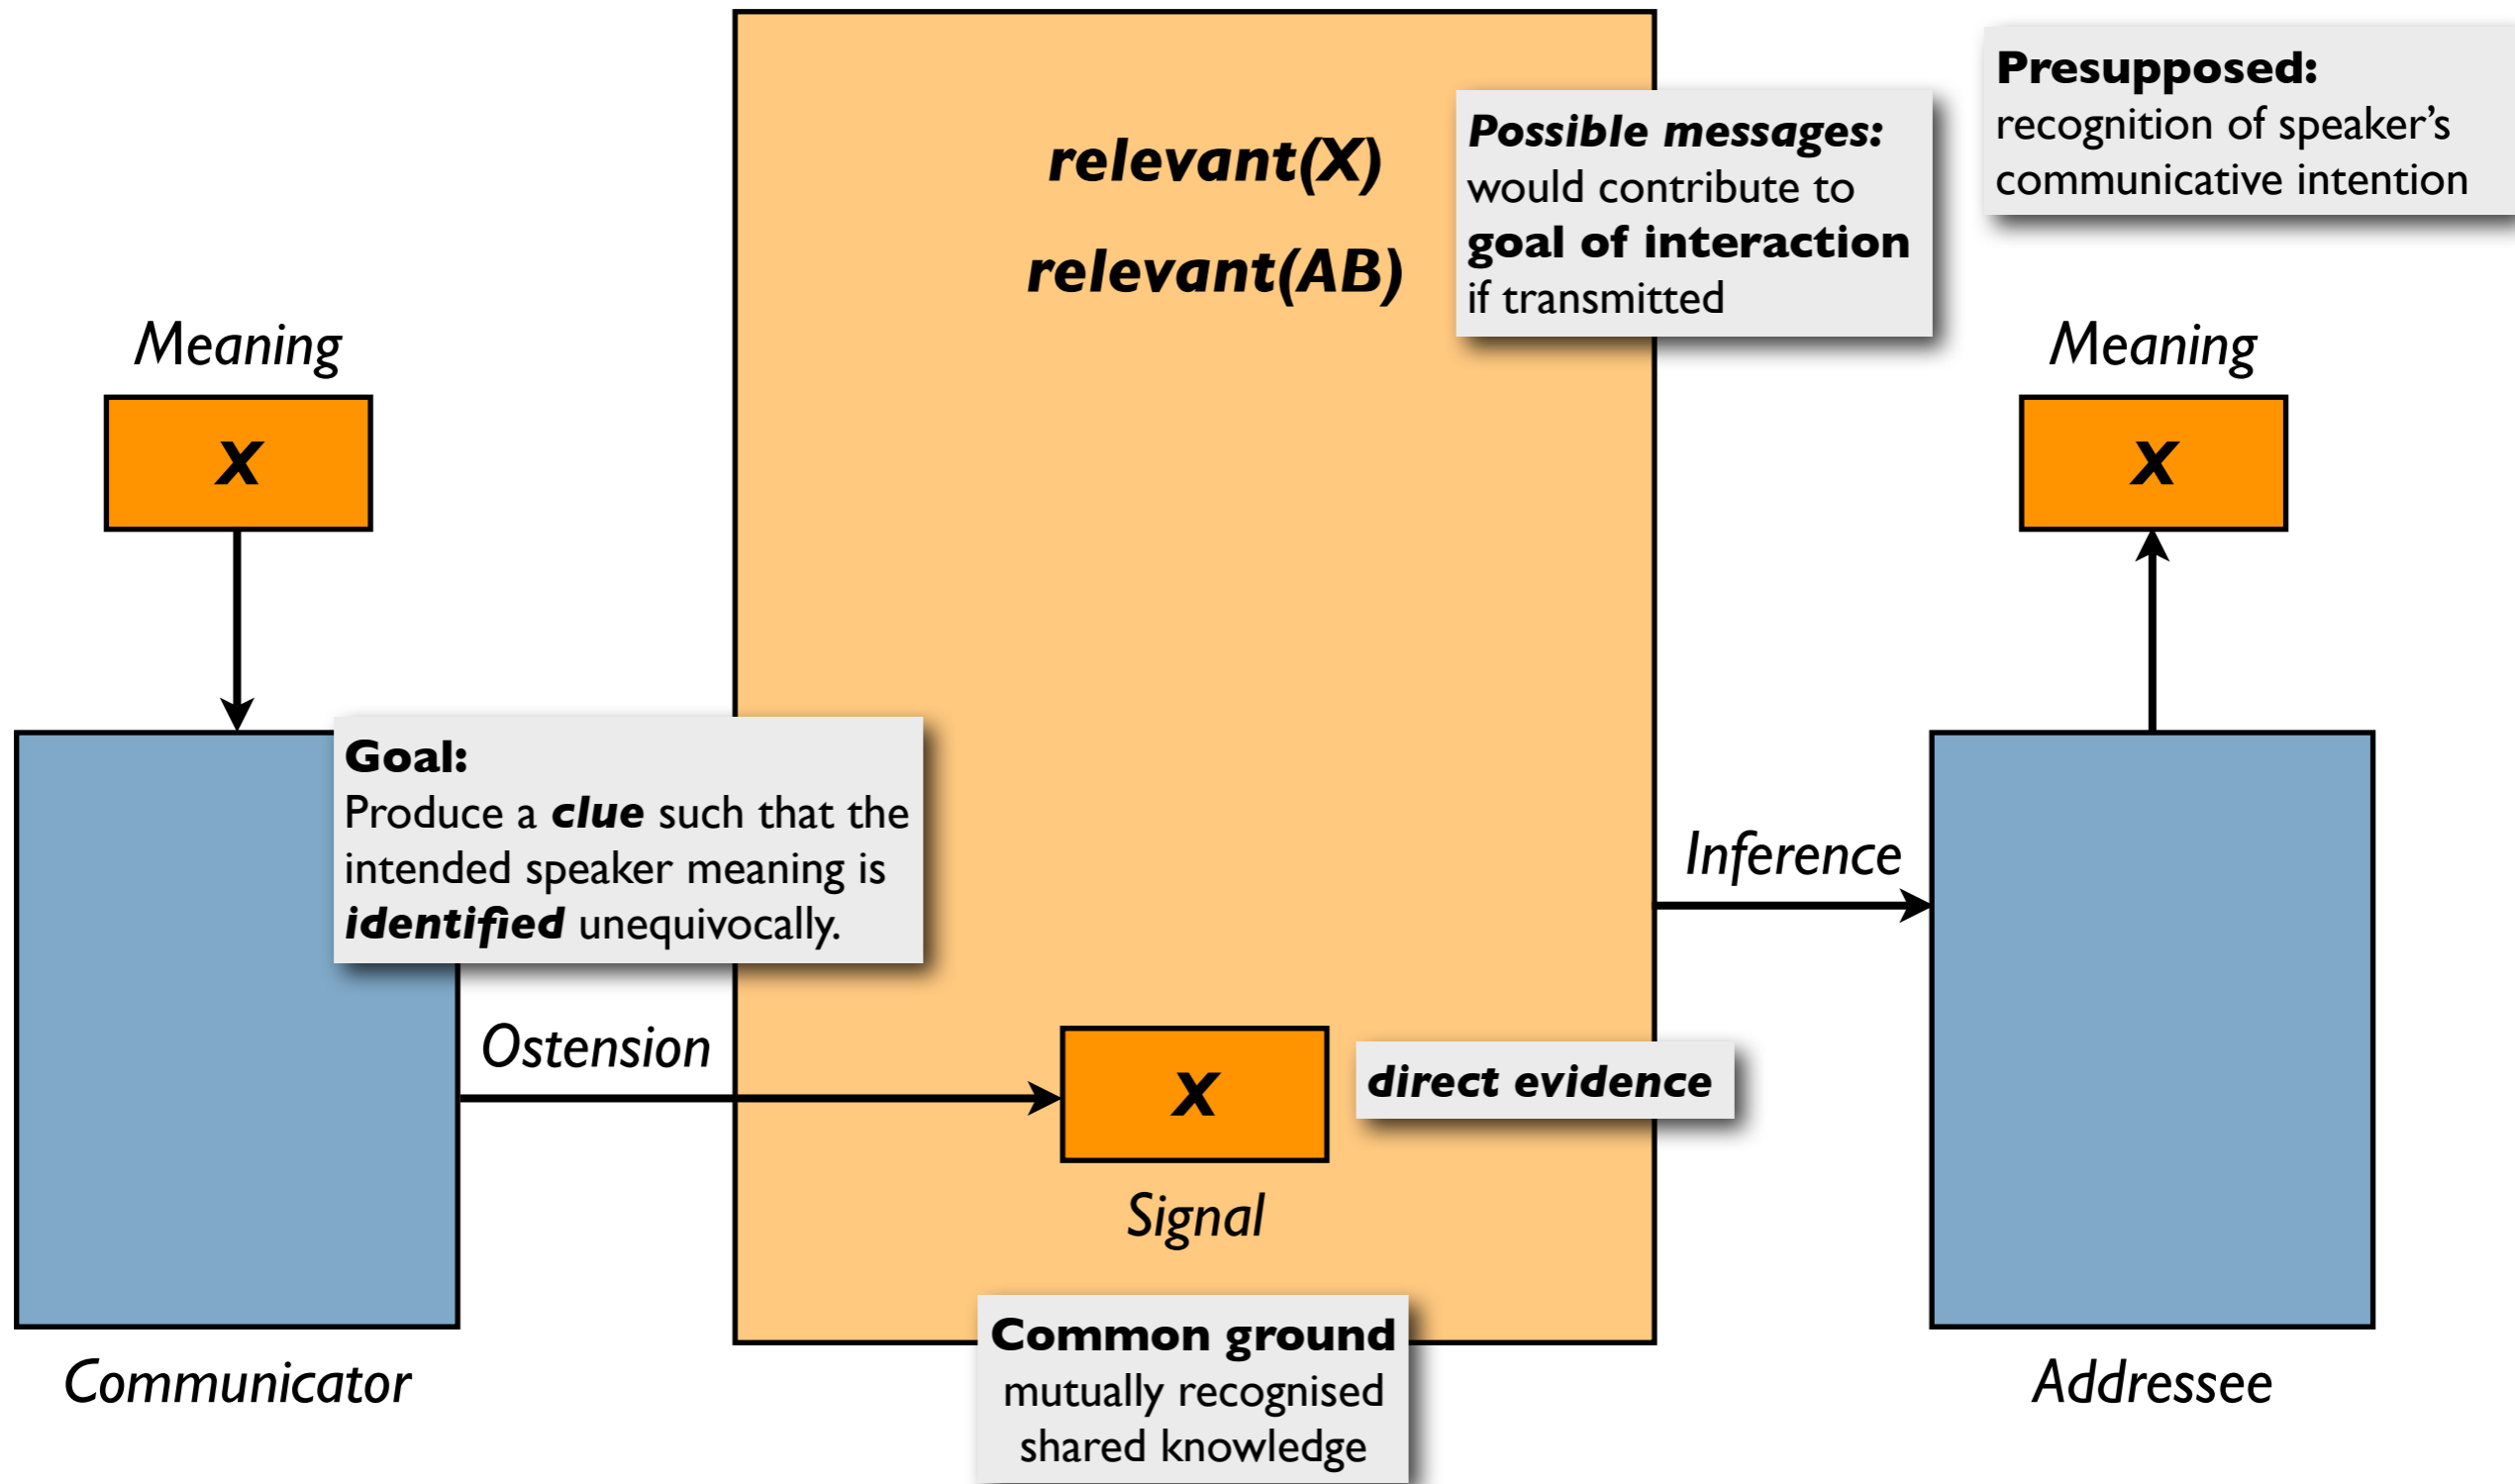 relevant(X)
relevant(AB)
Possible messages:
would contribute to
goal of interaction
if transmitted
Presupposed:
recognition of speaker’s
communicative intention
Meaning
X
Meaning
X
Goal:
Produce a clue such that the
intended speaker meaning is
identified unequivocally.
Inference
Ostension
X
direct evidence
Signal
Common ground
mutually recognised
shared knowledge
Communicator
Addressee